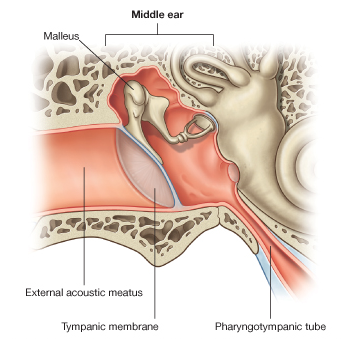 Middle ear
Malleus
External acoustic meatus
Tympanic membrane
Pharyngotympanic tube